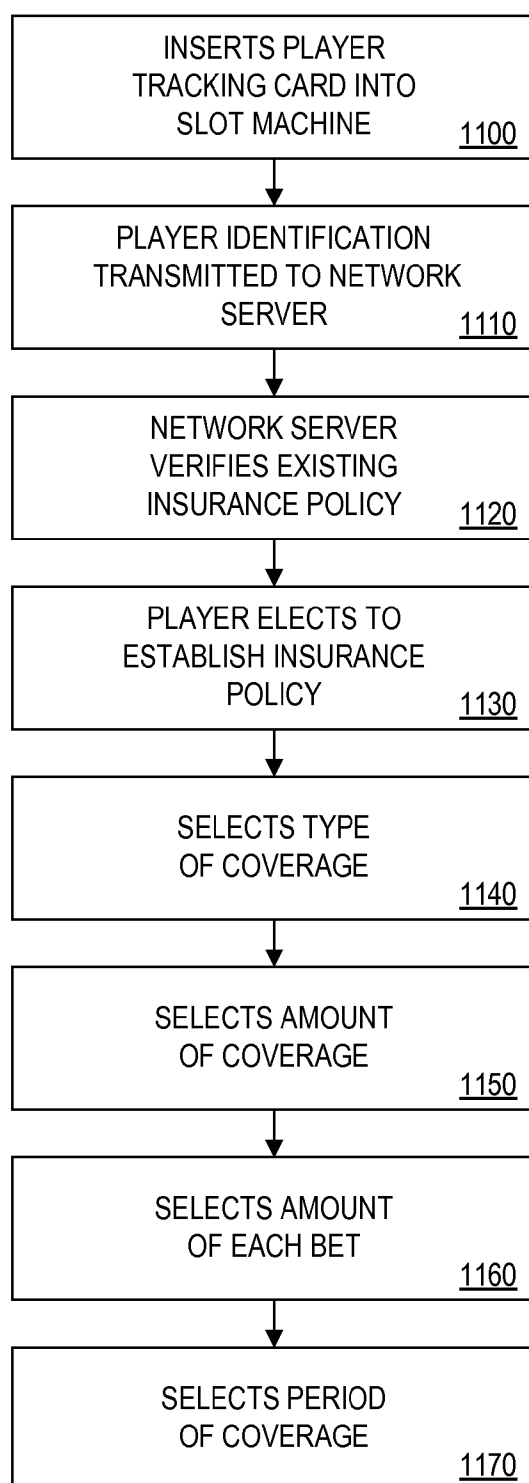 INSERTS PLAYER
TRACKING CARD INTO
SLOT MACHINE
1100
PLAYER IDENTIFICATION
TRANSMITTED TO NETWORK
SERVER
1110
NETWORK SERVER
VERIFIES EXISTING
INSURANCE POLICY
1120
PLAYER ELECTS TO
ESTABLISH INSURANCE
POLICY
1130
SELECTS TYPE
OF COVERAGE
1140
SELECTS AMOUNT
OF COVERAGE
1150
SELECTS AMOUNT
OF EACH BET
1160
SELECTS PERIOD
OF COVERAGE
1170